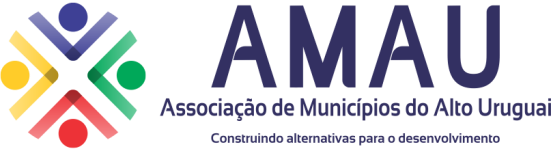 AMAU
Associação de Municípios do Alto Uruguai
Construindo alternativas para o desenvolvimento